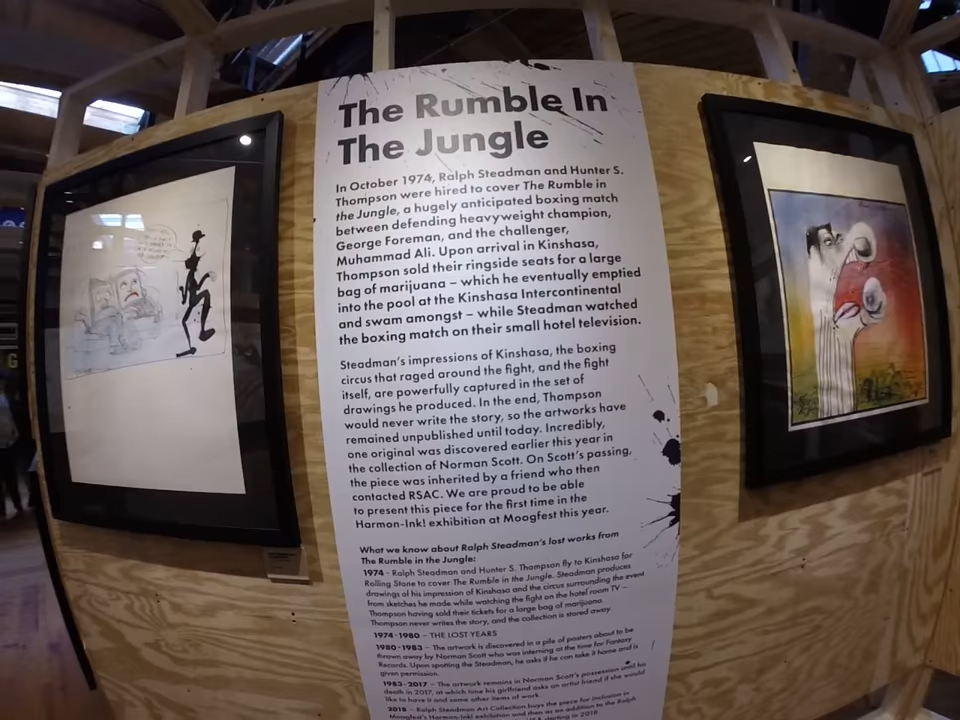 The Rumble In
The Jungle
In October 1974, Ralph Steadman and Hunter S.
Thompson were hired to cover The Rumble in
the Jungle, a hugely anticipated boxing match
between defending heavyweight champion,
George Foreman, and the challenger,
Muhammad Ali. Upon arrival in Kinshasa,
Thompson sold their ringside seats for a large
bag of marijuana – which he eventually emptied
into the pool at the Kinshasa Intercontinental
and swam amongst – while Steadman watched
the boxing match on their small hotel television.
Steadman's impressions of Kinshasa, the boxing
circus that raged around the fight, and the fight
itself, are powerfully captured in the set of
drawings he produced. In the end, Thompson
would never write the story, so the artworks have
remained unpublished until today. Incredibly,
one original was discovered earlier this year in
the collection of Norman Scott. On Scott's passing,
the piece was inherited by a friend who then
contacted RSAC. We are proud to be able
to present this piece for the first time in the
Harmon-Ink! exhibition at Moogfest this year.
What we know about Ralph Steadman's lost works from
The Rumble in the Jungle:
1974 - Ralph Steadman and Hunter S. Thompson fly to Kinshasa for
Rolling Stone to cover The Rumble in the Jungle. Steadman produces
drawings of his impression of Kinshasa and the circus surrounding the event
from sketches he made while watching the fight on the hotel room TV –
Thompson having sold their tickets for a large bag of marijuana.
Thompson never writes the story, and the collection is stored away.
1974-1980 – THE LOST YEARS
1980-1983 – The artwork is discovered in a pile of posters about to be
thrown away by Norman Scott who was interning at the time for Fantasy
Records. Upon spotting the Steadman, he asks if he can take it home and is
given permission.
1983-2017 – The artwork remains in Norman Scott's possession until his
death in 2017, at which time his girlfriend asks an artist friend if she would
like to have it and some other items of work.
2018 - Ralph Steadman Art Collection buys the piece for inclusion in
Moogfest's Harmon-Ink! exhibition and then as an addition to the Ralph
USA starting in 2018.